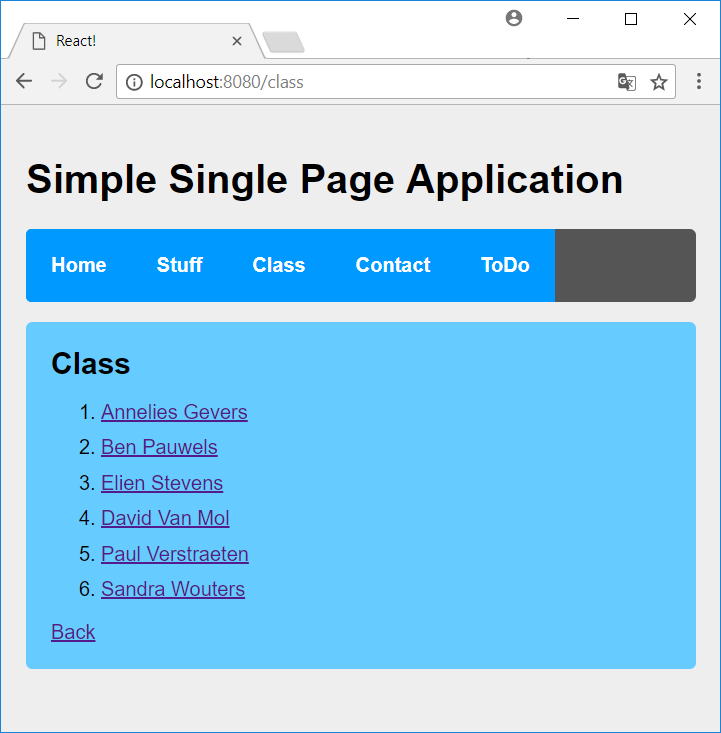 React!
localhost:8080/class
Simple Single Page Application
Home Stuff Class Contact ToDo
Class
1. Annelies Gevers
2. Ben Pauwels
3. Elien Stevens
4. David Van Mol
5. Paul Verstraeten
6. Sandra Wouters
Back